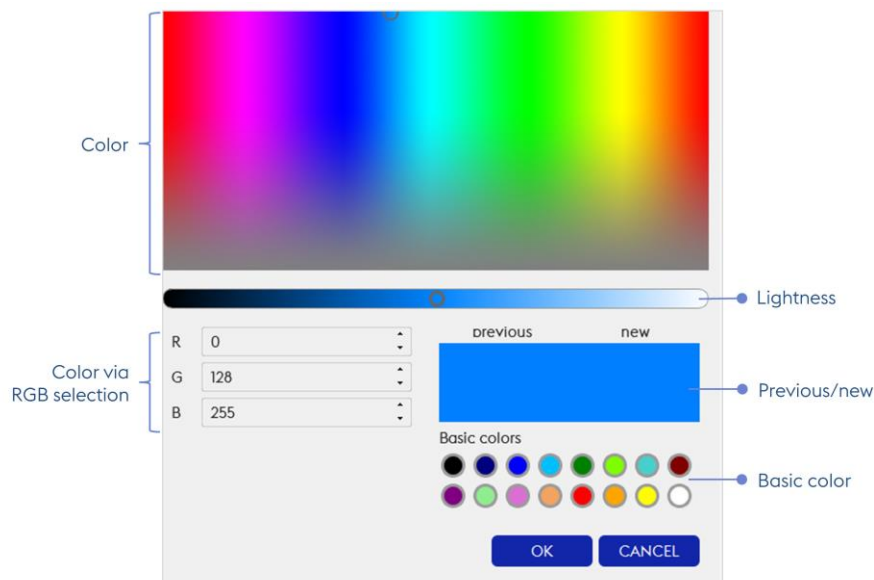 Color
Lightness
previous new
R 0
G 128
B 255
Color via
RGB selection
Previous/new
Basic colors
Basic color
OK CANCEL